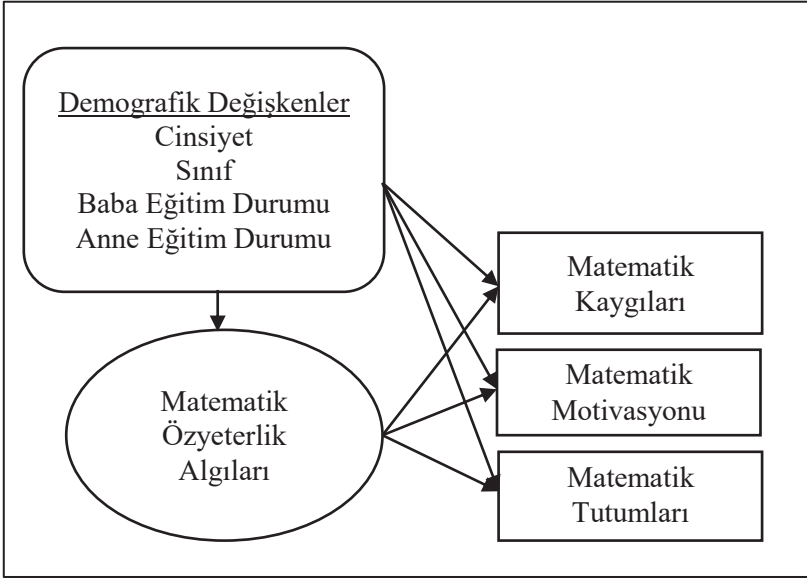 Demografik Değişkenler
Cinsiyet
Sınıf
Baba Eğitim Durumu
Anne Eğitim Durumu
Matematik
Kaygıları
Matematik
Motivasyonu
Matematik
Özyeterlik
Algıları
Matematik
Tutumları